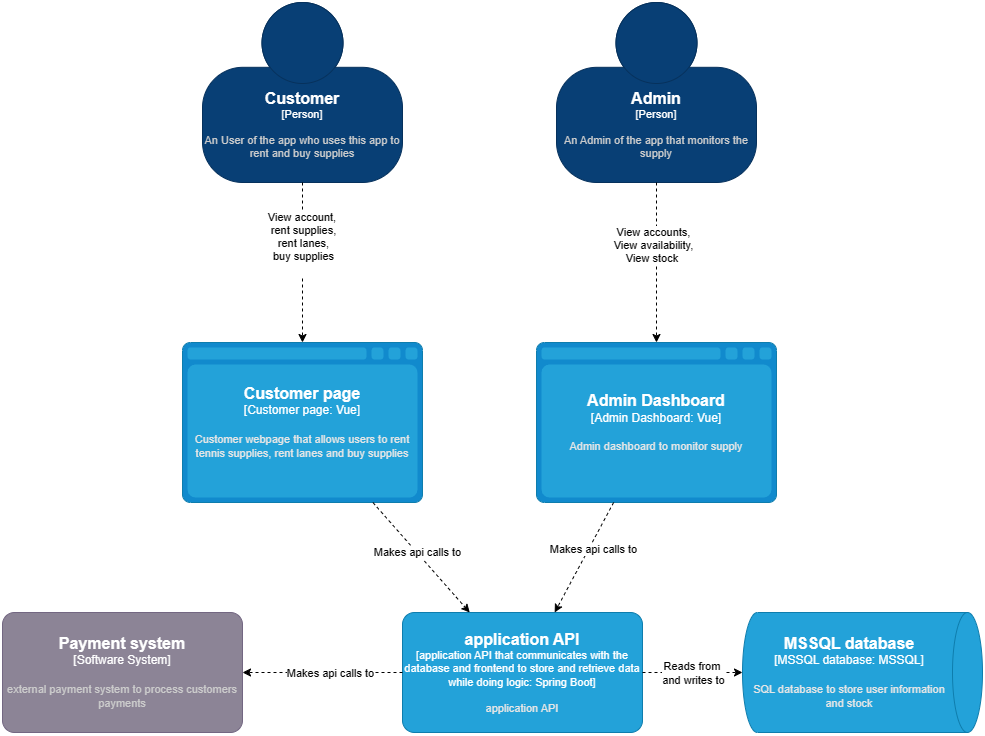 Customer
[Person]
An User of the app who uses this app to
rent and buy supplies
Admin
[Person]
An Admin of the app that monitors the
supply
View account,
rent supplies,
rent lanes,
buy supplies
View accounts,
View availability,
View stock
Customer page
[Customer page: Vue]
Customer webpage that allows users to rent
tennis supplies, rent lanes and buy supplies
Admin Dashboard
[Admin Dashboard: Vue]
Admin dashboard to monitor supply
Makes api calls to
Makes api calls to
Payment system
[Software System]
external payment system to process customers
payments
Makes api calls to
application API
[application API that communicates with the
database and frontend to store and retrieve data
while doing logic: Spring Boot]
application API
Reads from
and writes to
MSSQL database
[MSSQL database: MSSQL]
SQL database to store user information
and stock